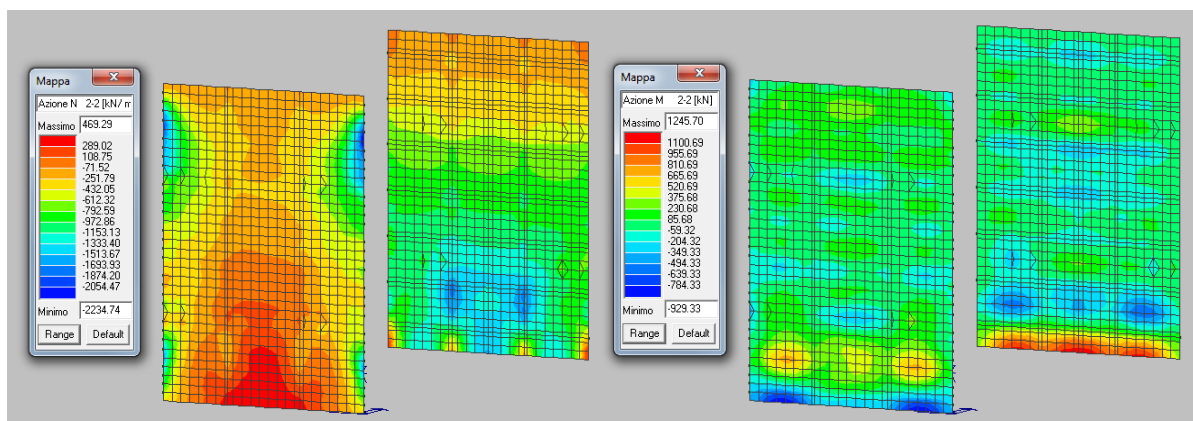 Mappa
Azione N 2-2 [kN/ m
Massimo 469.29
289.02
108.75
-71.52
-251.79
-432.05
-612.32
-792.59
-972.86
-1153.13
-1333.40
-1513.67
-1693.93
-1874.20
-2054.47
Minimo -2234.74
Range Default
Mappa
Azione M 2-2 [kN]
Massimo 1245.70
1100.69
955.69
810.69
665.69
520.69
375.68
230.68
85.68
-59.32
-204.32
-349.33
-494.33
-639.33
-784.33
Minimo -929.33
Range Default